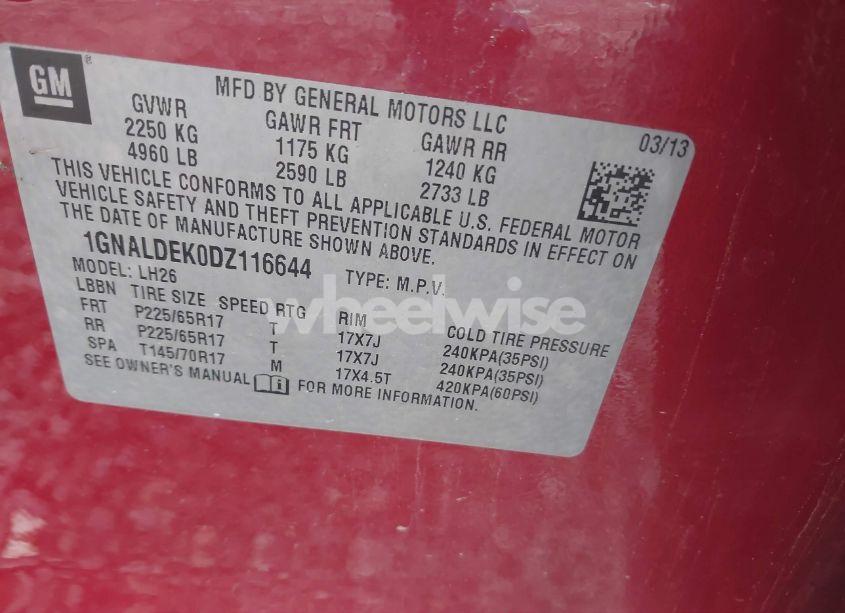 GM®
MFD BY GENERAL MOTORS LLC
03/13
GVWR GAWR FRT GAWR RR
2250 KG 1175 KG 1240 KG
4960 LB 2590 LB 2733 LB
THIS VEHICLE CONFORMS TO ALL APPLICABLE U.S. FEDERAL MOTOR
VEHICLE SAFETY AND THEFT PREVENTION STANDARDS IN EFFECT ON
THE DATE OF MANUFACTURE SHOWN ABOVE.
1GNALDEK0DZ116644 TYPE: M.P.V.
MODEL: LH26
LBBN TIRE SIZE SPEED RTG RIM COLD TIRE PRESSURE
FRT P225/65R17 T 17X7J 240KPA(35PSI)
RR P225/65R17 T 17X7J 240KPA(35PSI)
SPA T145/70R17 M 17X4.5T 420KPA(60PSI)
SEE OWNER'S MANUAL FOR MORE INFORMATION.
wheelwise